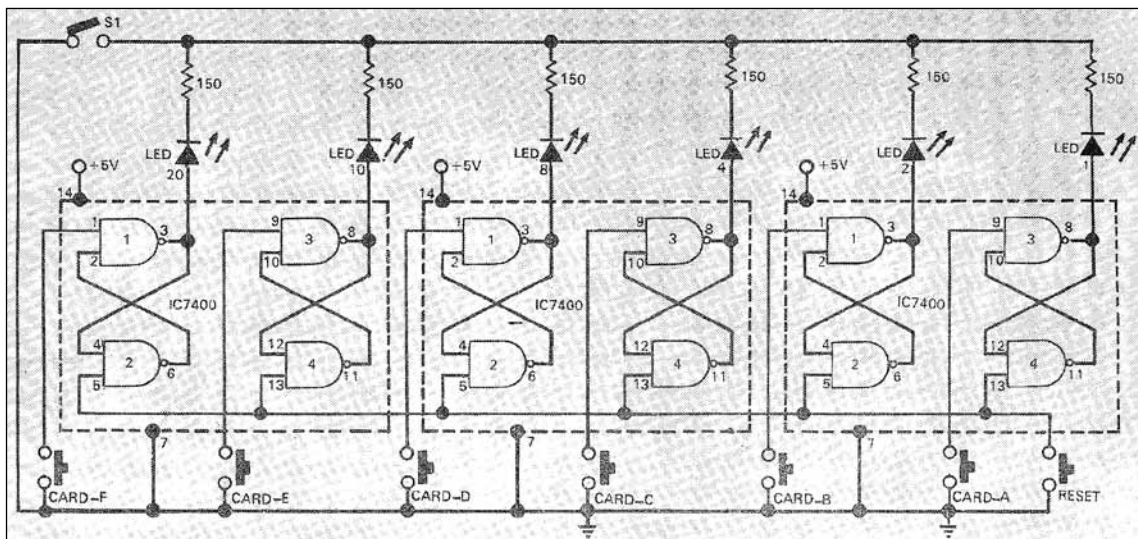 S1
150 150 150 150 150 150
LED LED LED LED LED LED
+5V +5V +5V
20 10 8 4 2 1
14 14 14
1 1 3 9 3 8 1 1 3 9 3 8 1 1 3 9 3 8
2 10 2 10 2 10
IC7400 IC7400 IC7400
4 2 6 12 4 11 4 2 6 12 4 11 4 2 6 12 4 11
5 13 5 13 5 13
7 7 7
CARD-F CARD-E CARD-D CARD-C CARD-B CARD-A RESET